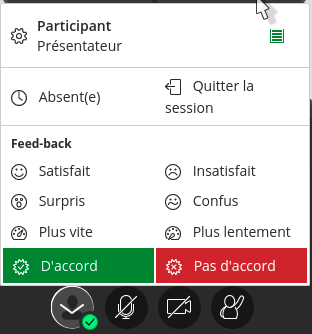 Participant
Présentateur
Absent(e)
Quitter la
session
Feed-back
Satisfait
Insatisfait
Surpris
Confus
Plus vite
Plus lentement
D'accord
Pas d'accord